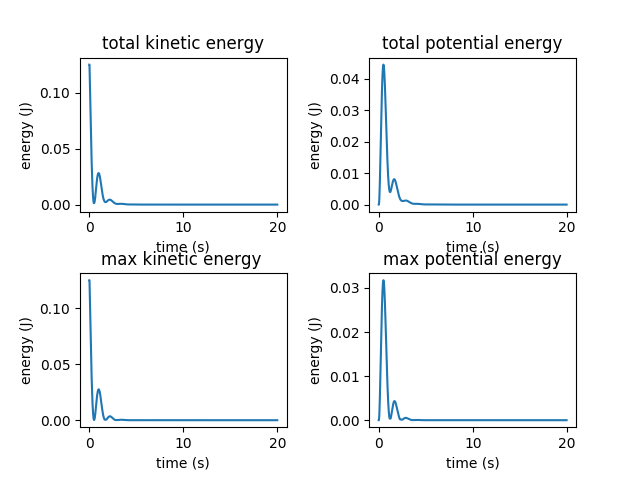 total kinetic energy
energy (J)
0.10
0.05
0.00
0
10
20
time (s)
total potential energy
energy (J)
0.04
0.03
0.02
0.01
0.00
0
10
20
time (s)
max kinetic energy
energy (J)
0.10
0.05
0.00
0
10
20
time (s)
max potential energy
energy (J)
0.03
0.02
0.01
0.00
0
10
20
time (s)